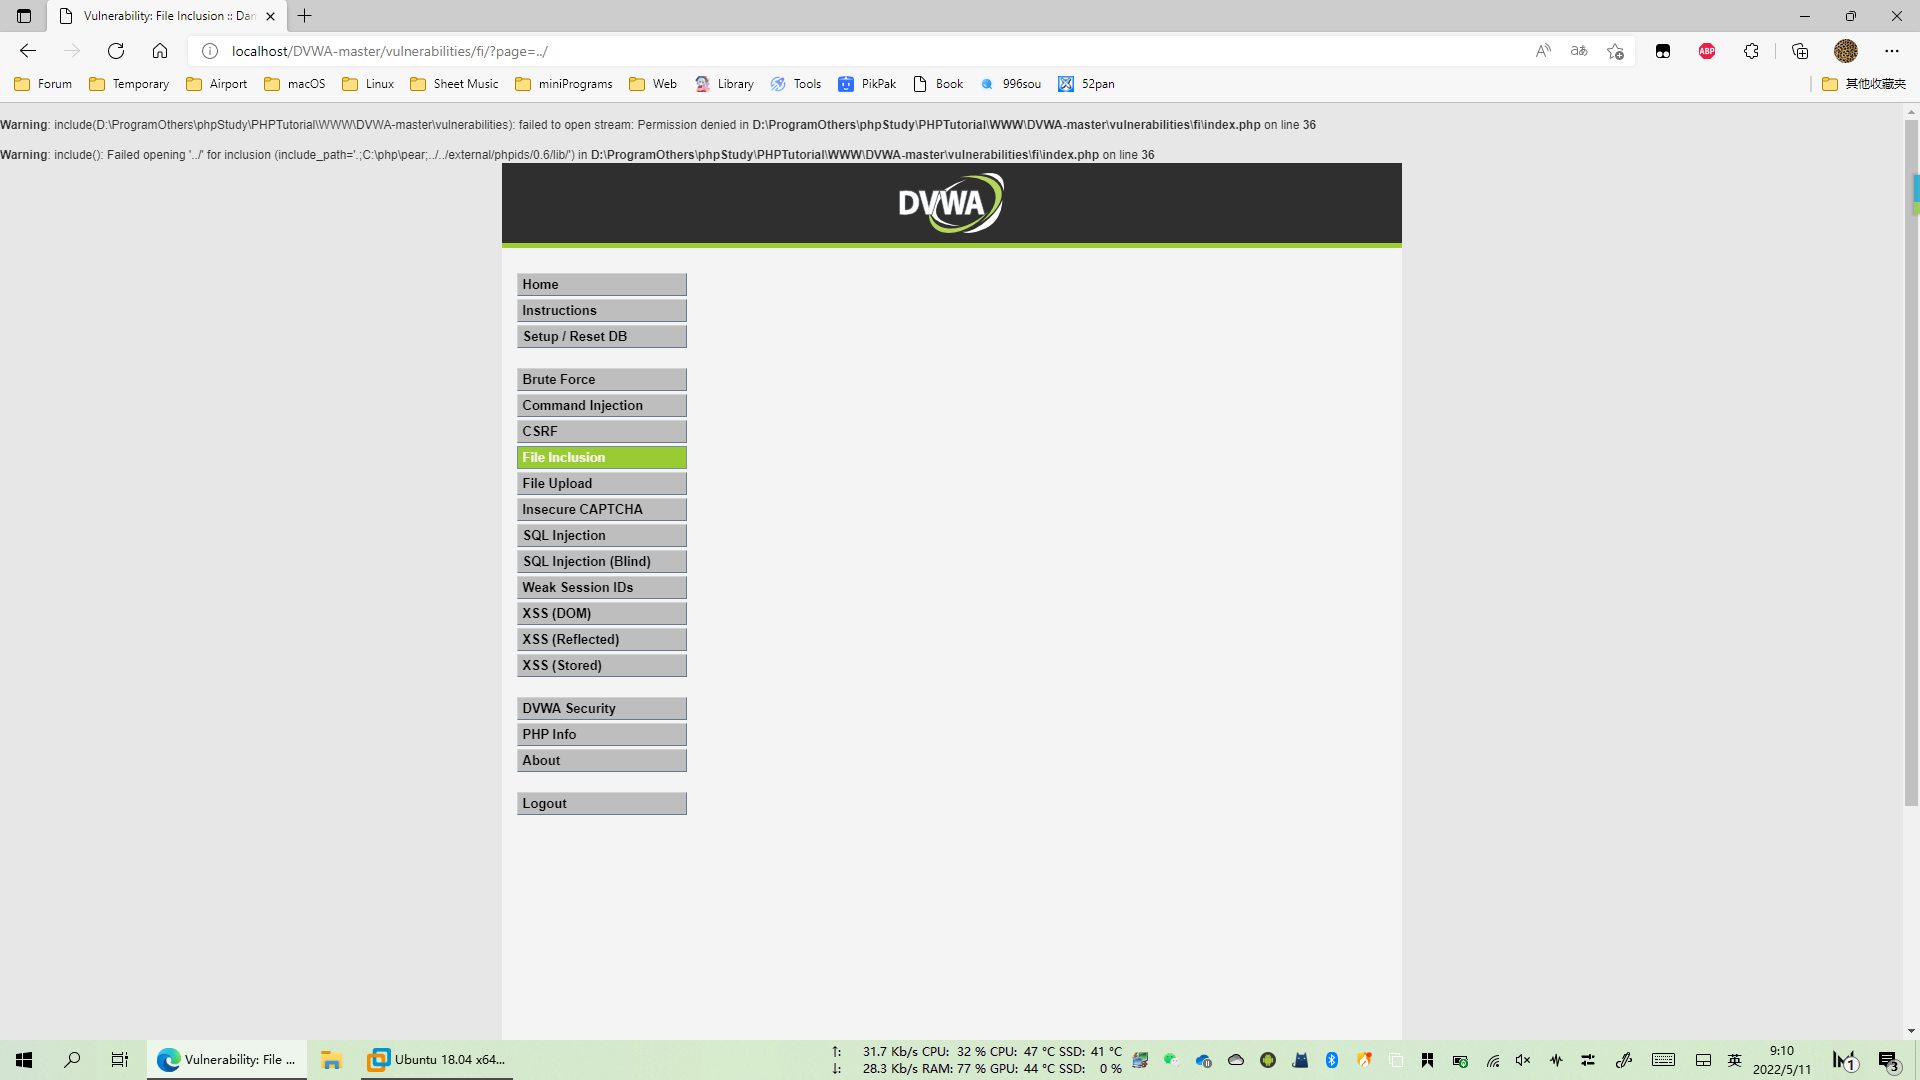 Vulnerability: File Inclusion :: Dam
localhost/DVWA-master/vulnerabilities/fi/?page=../
A))
aあ
ABP
Forum
Temporary
Airport
macOS
Linux
Sheet Music
miniPrograms
Web
Library
Tools
PikPak
Book
996sou
52pan
其他收藏夹
Warning: include(D:\ProgramOthers\phpStudy\PHPTutorial\WWW\DVWA-master\vulnerabilities): failed to open stream: Permission denied in D:\ProgramOthers\phpStudy\PHPTutorial\WWW\DVWA-master\vulnerabilities\fi\index.php on line 36
Warning: include(): Failed opening '../' for inclusion (include_path='.;C:\php\pear;../../external/phpids/0.6/lib/') in D:\ProgramOthers\phpStudy\PHPTutorial\WWW\DVWA-master\vulnerabilities\fi\index.php on line 36
DVWA
Home
Instructions
Setup / Reset DB
Brute Force
Command Injection
CSRF
File Inclusion
File Upload
Insecure CAPTCHA
SQL Injection
SQL Injection (Blind)
Weak Session IDs
XSS (DOM)
XSS (Reflected)
XSS (Stored)
DVWA Security
PHP Info
About
Logout
Vulnerability: File ...
Ubuntu 18.04 x64...
↑: 31.7 Kb/s CPU: 32 % CPU: 47 °C SSD: 41 °C
↓: 28.3 Kb/s RAM: 77 % GPU: 44 °C SSD: 0 %
英
9:10
2022/5/11
1
3